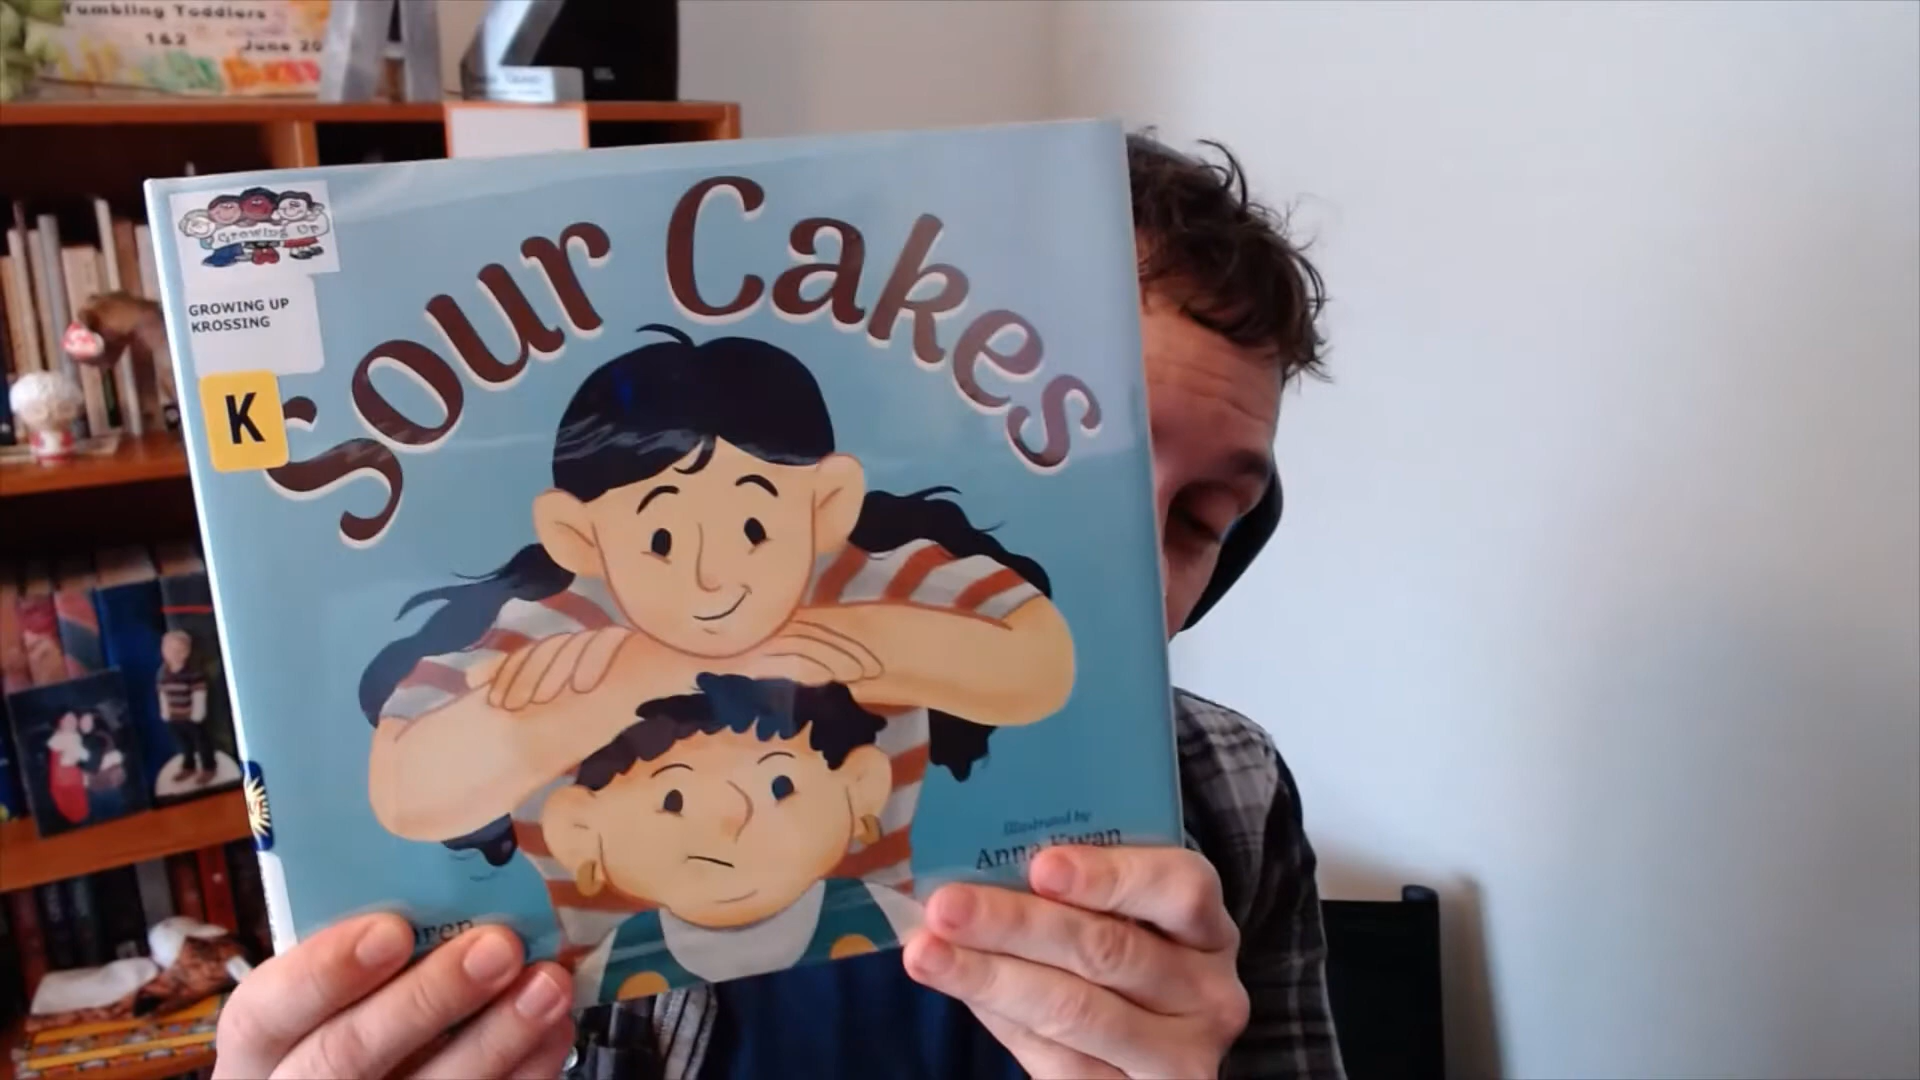 Tumbling Toddlers
1&2 June 20
Growing Up
GROWING UP
KROSSING
K
Sour Cakes
Illustrated by
Anna Kwan